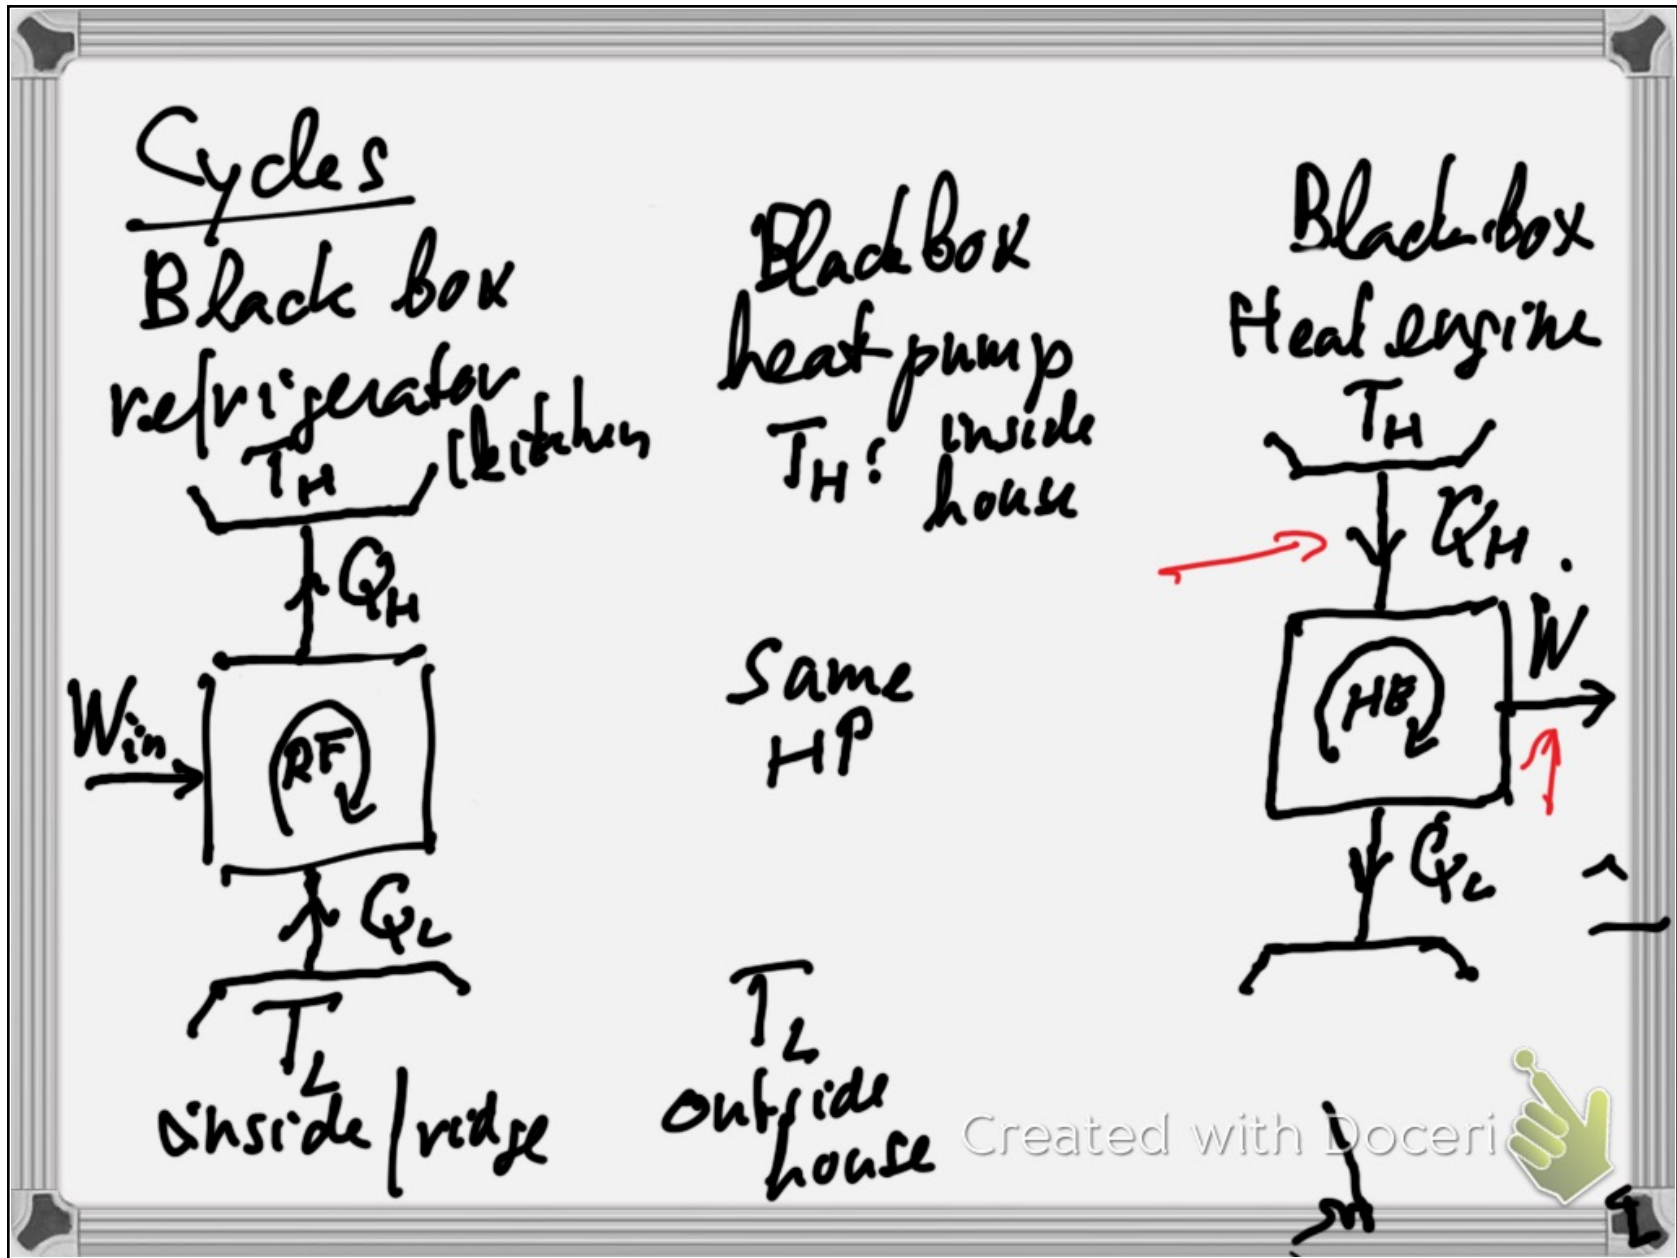 Cycles
Black box
refrigerator
TH (kitchen
QH
Win
RF
QL
TL
inside fridge
Black box
heat pump
TH: inside
house
Same
HP
TL
outside
house
Black box
Heat engine
TH
QH
W
HE
QL
Created with Doceri